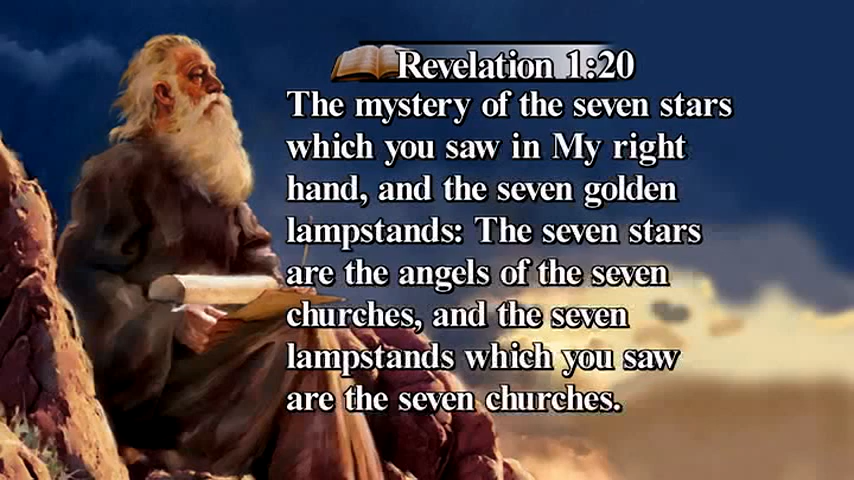 Revelation 1:20
The mystery of the seven stars
which you saw in My right
hand, and the seven golden
lampstands: The seven stars
are the angels of the seven
churches, and the seven
lampstands which you saw
are the seven churches.